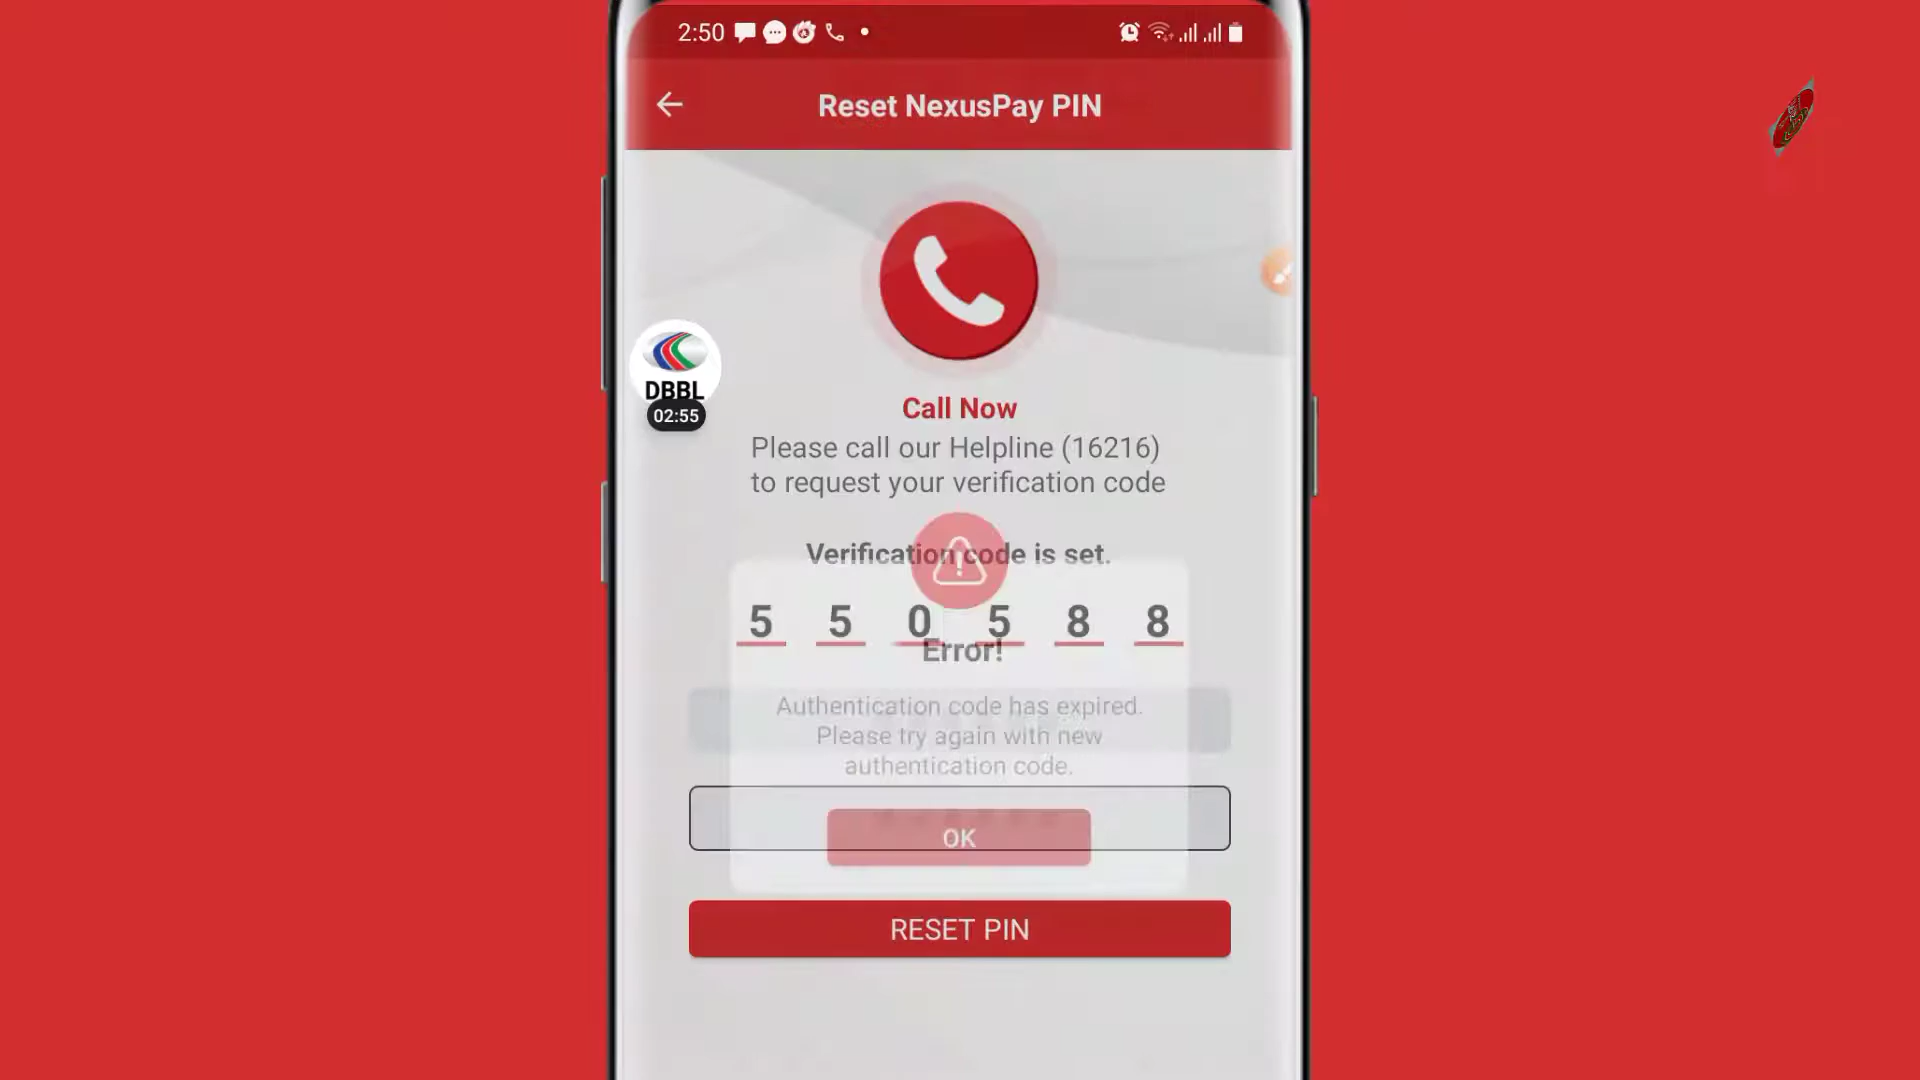 2:50
Reset NexusPay PIN
DBBL
02:55
Call Now
Please call our Helpline (16216)
to request your verification code
Verification code is set.
5 5 0 5 8 8
Error!
Authentication code has expired.
Please try again with new
authentication code.
OK
RESET PIN